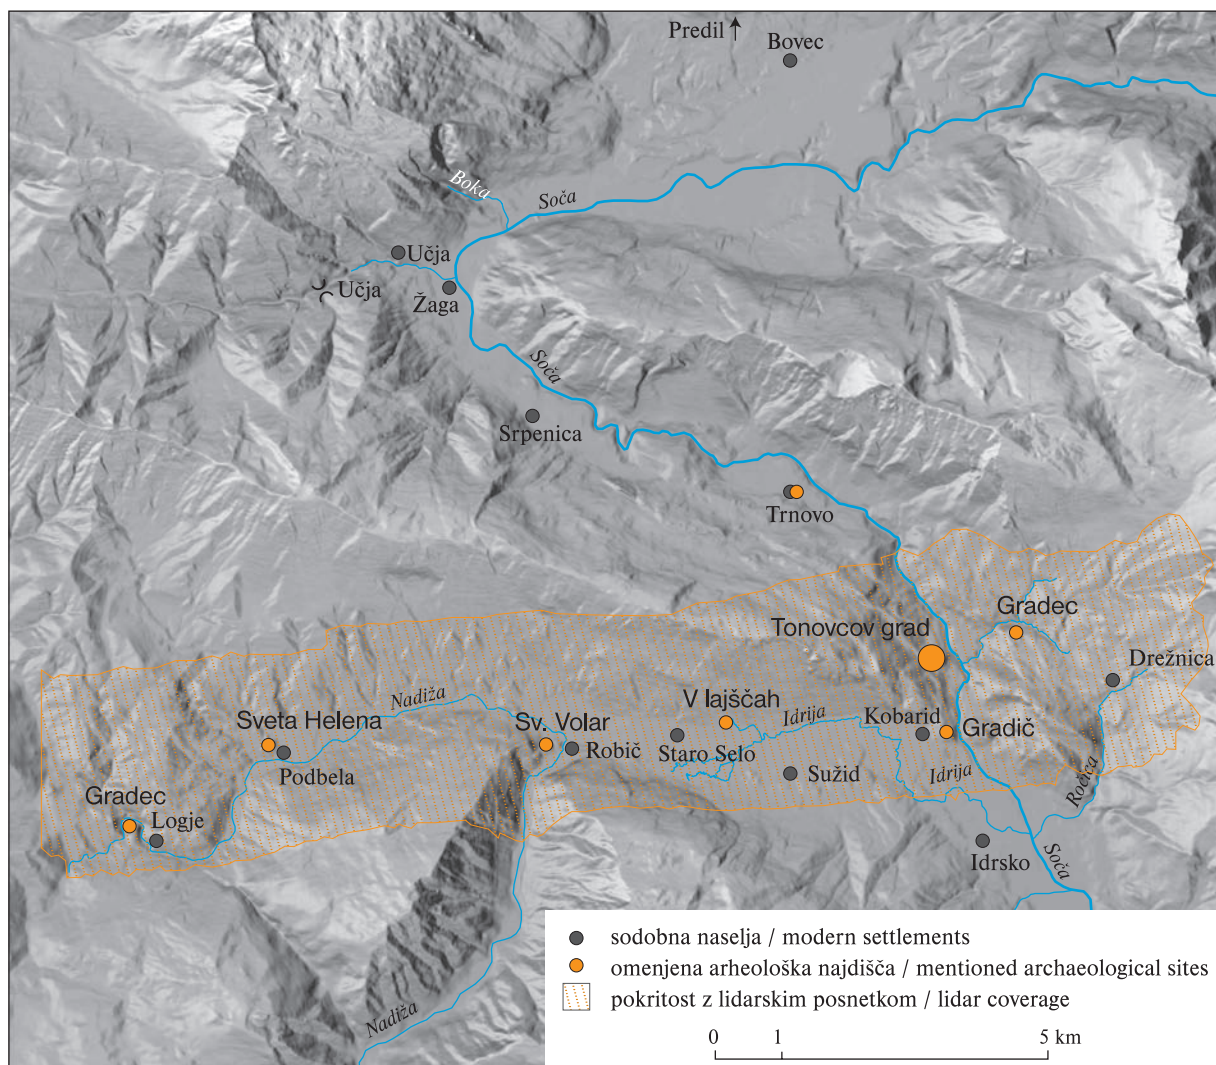 Predil
Bovec
Boka
Soča
Učja
Učja
Žaga
Soča
Srpenica
Trnovo
Gradec
Tonovcov grad
Drežnica
Nadiža
V lajščah
Idrija
Kobarid
Sveta Helena
Sv. Volar
Gradič
Robič
Staro Selo
Podbela
Sužid
Idrija
Ročica
Gradec
Logje
Idrsko
Soča
Nadiža
sodobna naselja / modern settlements
omenjena arheološka najdišča / mentioned archaeological sites
pokritost z lidarskim posnetkom / lidar coverage
0 1 5 km